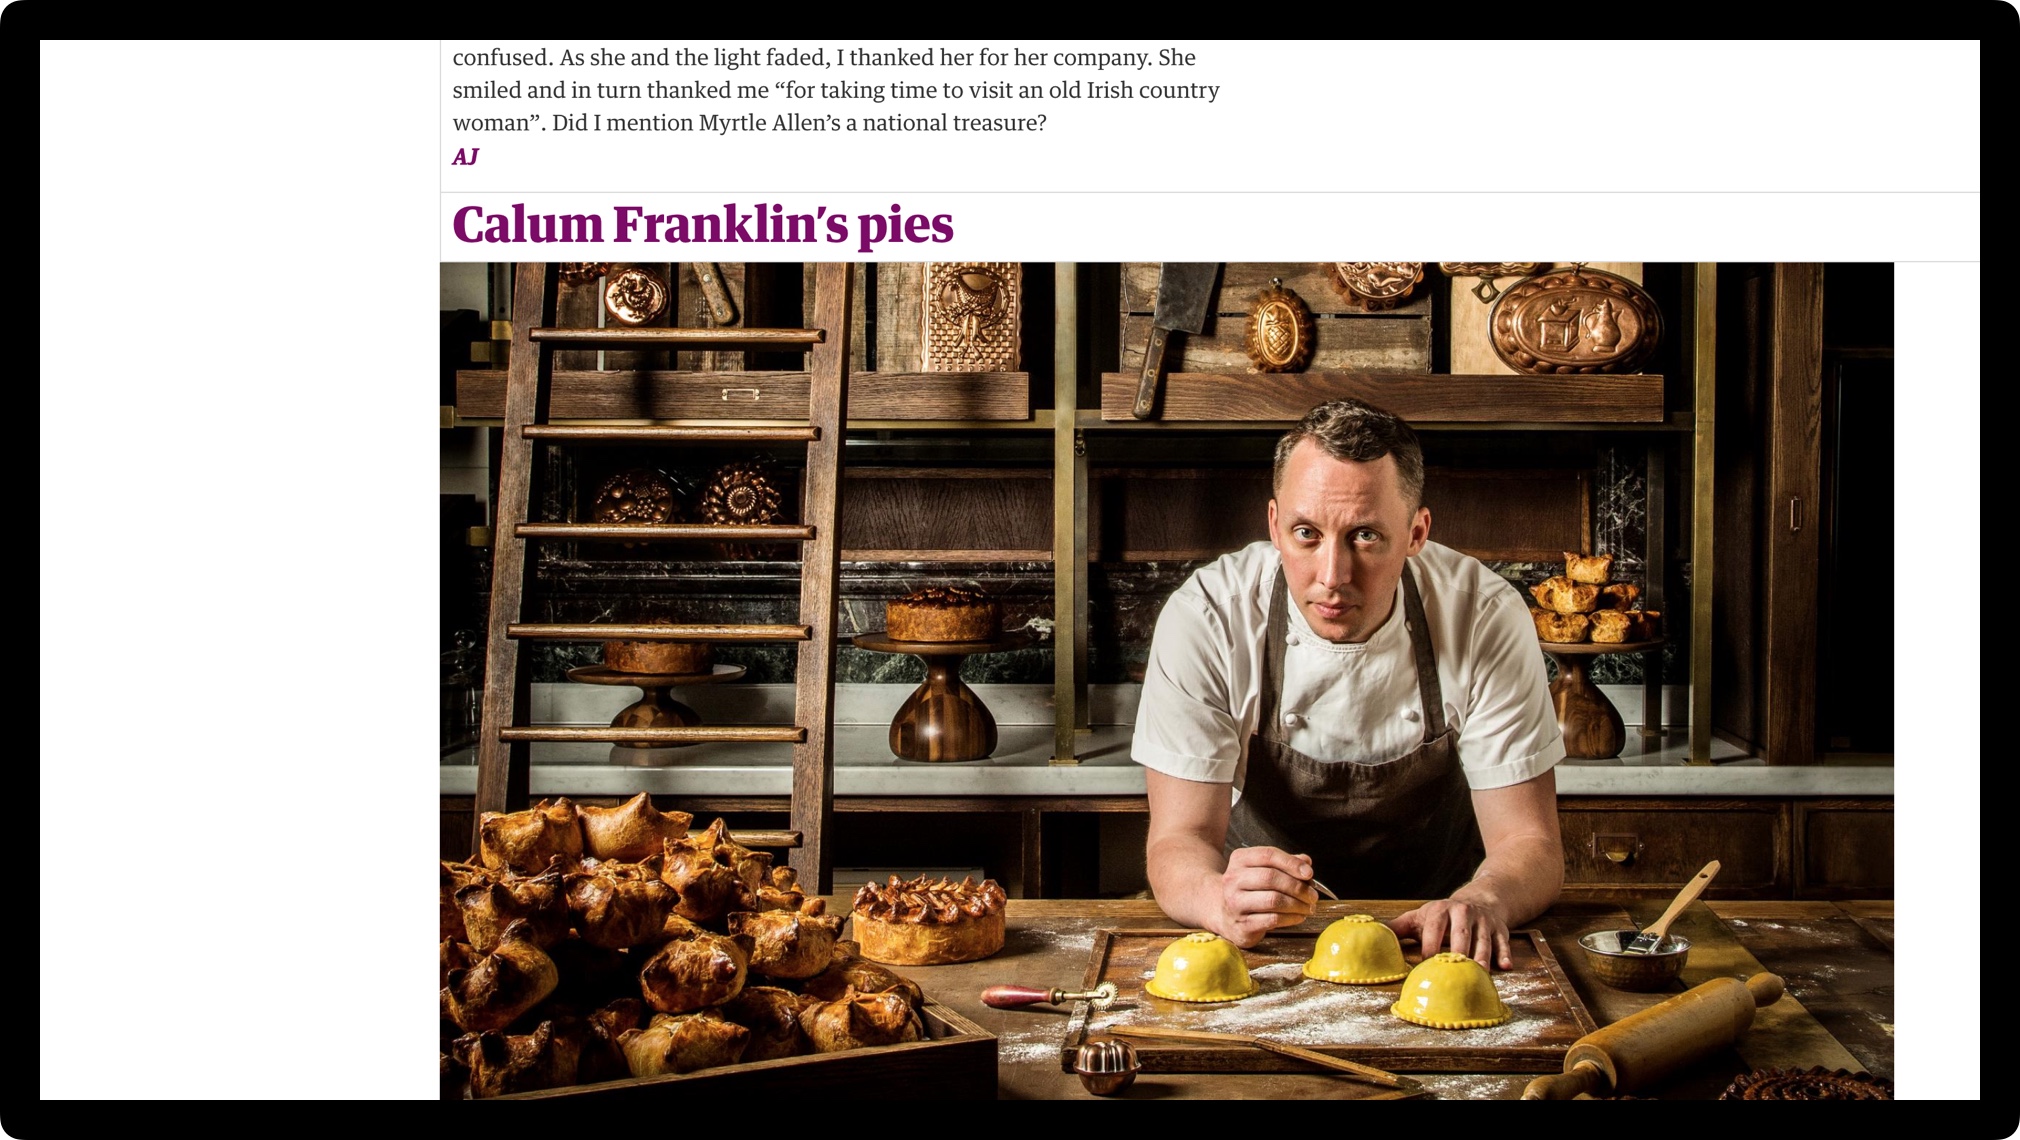 confused. As she and the light faded, I thanked her for her company. She
smiled and in turn thanked me “for taking time to visit an old Irish country
woman”. Did I mention Myrtle Allen’s a national treasure?
AJ
Calum Franklin’s pies